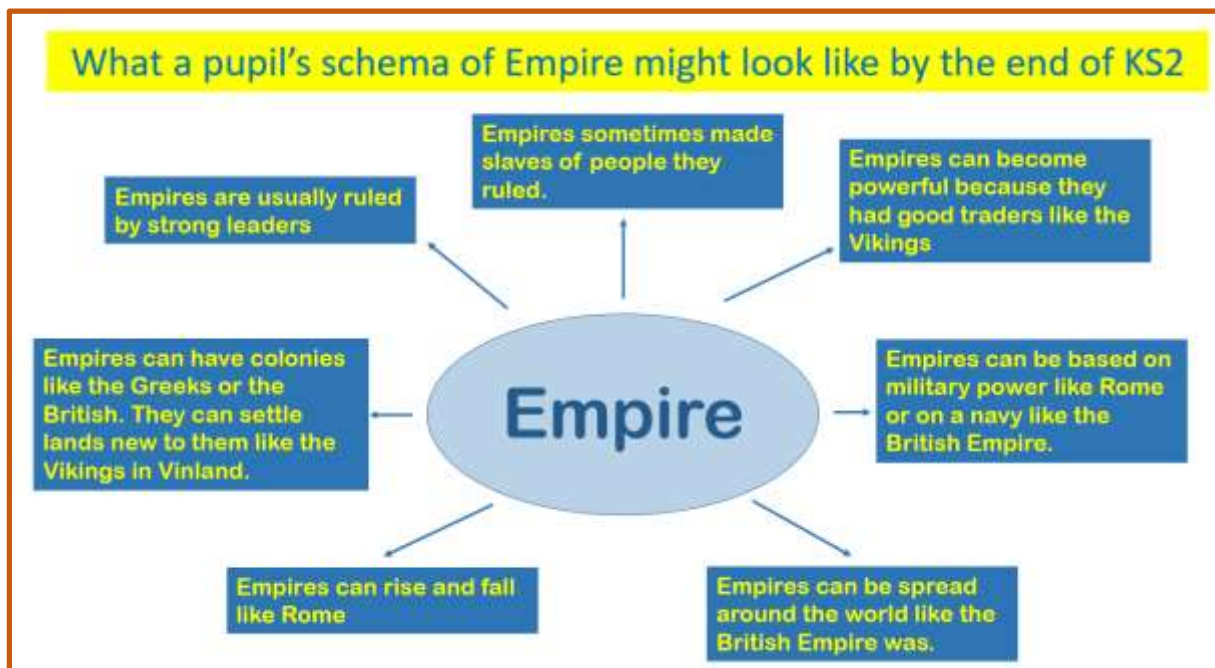 What a pupil's schema of Empire might look like by the end of KS2
Empires sometimes made
slaves of people they
ruled.
Empires can become
powerful because they
had good traders like the
Vikings
Empires are usually ruled
by strong leaders
Empires can have colonies
like the Greeks or the
British. They can settle
lands new to them like the
Vikings in Vinland.
Empire
Empires can be based on
military power like Rome
or on a navy like the
British Empire.
Empires can rise and fall
like Rome
Empires can be spread
around the world like the
British Empire was.